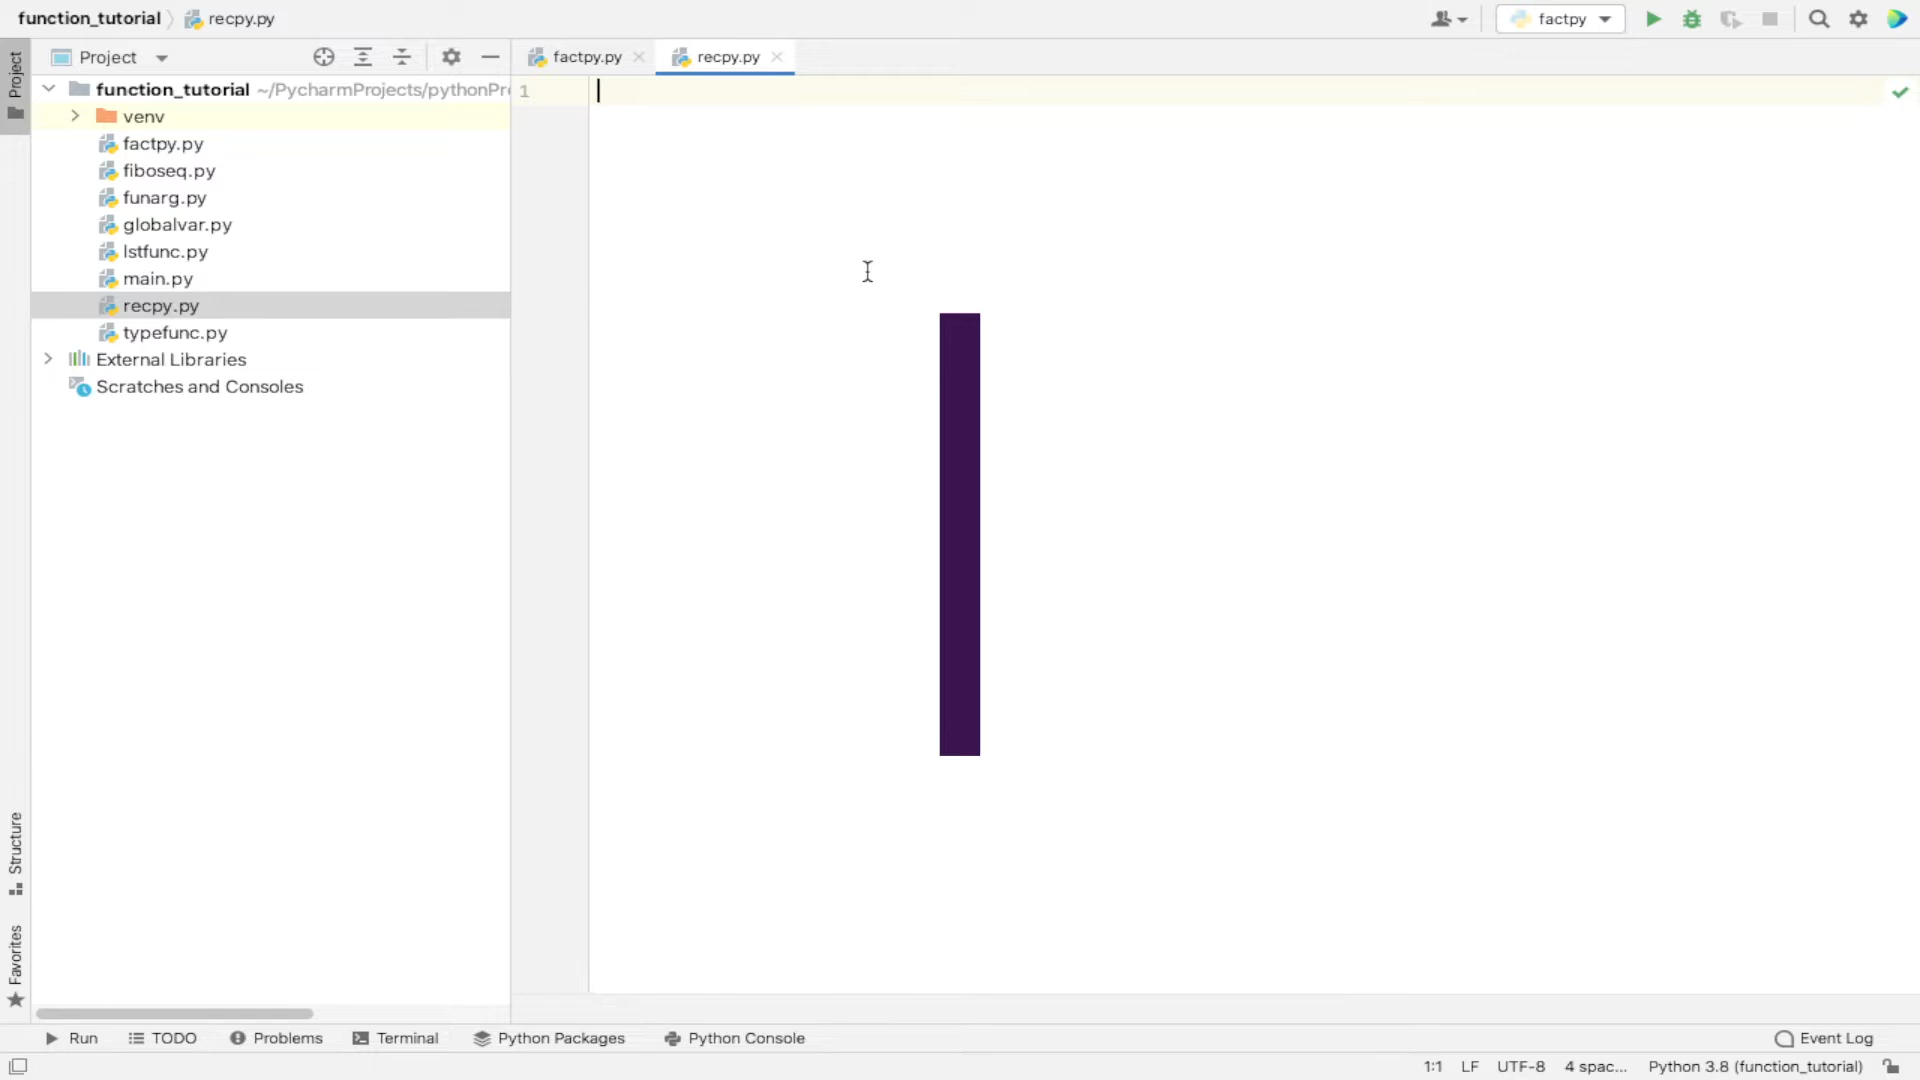 function_tutorial recpy.py
factpy
Project
factpy.py
recpy.py
Project
function_tutorial ~/PycharmProjects/pythonPr
1
venv
factpy.py
fiboseq.py
funarg.py
globalvar.py
lstfunc.py
main.py
recpy.py
typefunc.py
External Libraries
Scratches and Consoles
Structure
Favorites
Run TODO Problems Terminal Python Packages Python Console Event Log
1:1 LF UTF-8 4 spac... Python 3.8 (function_tutorial)